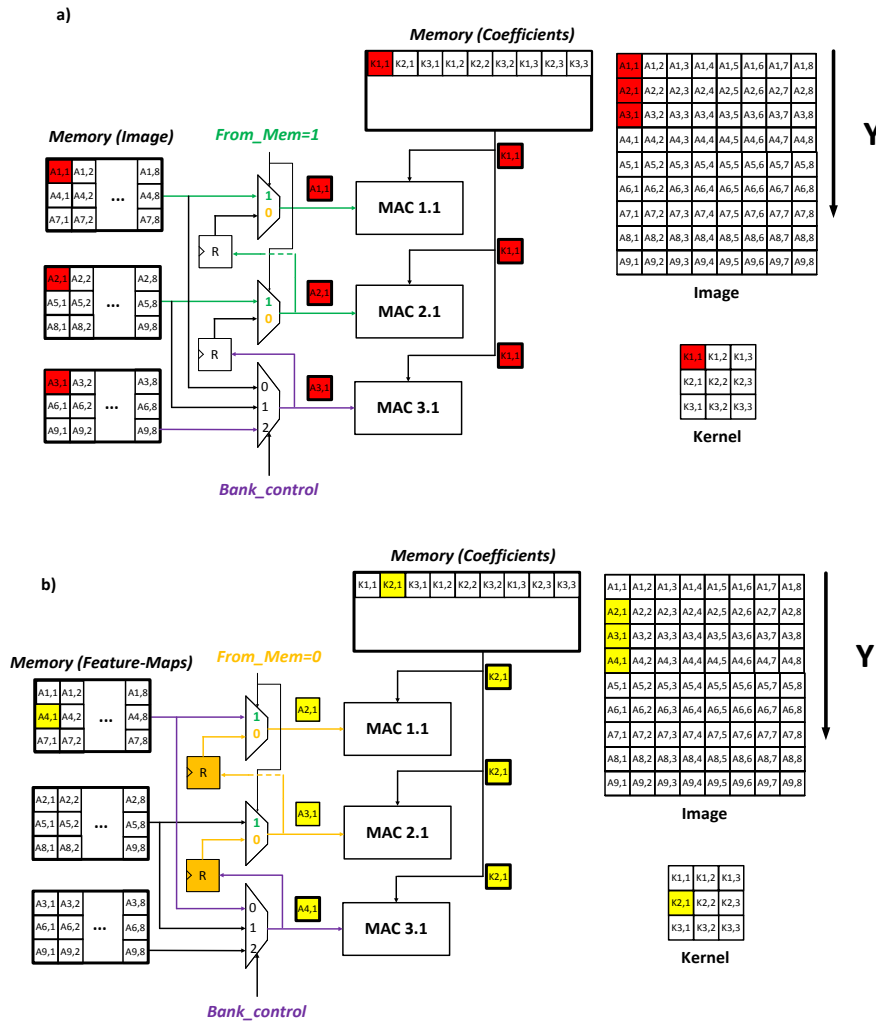 a)
Memory (Coefficients)
K1,1 K2,1 K3,1 K1,2 K2,2 K3,2 K1,3 K2,3 K3,3
Memory (Image)
A1,1 A1,2 A1,8
A4,1 A4,2 ... A4,8
A7,1 A7,2 A7,8
A2,1 A2,2 A2,8
A5,1 A5,2 ... A5,8
A8,1 A8,2 A9,8
A3,1 A3,2 A3,8
A6,1 A6,2 ... A6,8
A9,1 A9,2 A9,8
From_Mem=1
1
0
R
A1,1
K1,1
MAC 1.1
1
0
R
A2,1
K1,1
MAC 2.1
0
1
2
A3,1
K1,1
MAC 3.1
Bank_control
A1,1 A1,2 A1,3 A1,4 A1,5 A1,6 A1,7 A1,8
A2,1 A2,2 A2,3 A2,4 A2,5 A2,6 A2,7 A2,8
A3,1 A3,2 A3,3 A3,4 A3,5 A3,6 A3,7 A3,8
A4,1 A4,2 A4,3 A4,4 A4,5 A4,6 A4,7 A4,8
A5,1 A5,2 A5,3 A5,4 A5,5 A5,6 A5,7 A5,8
A6,1 A6,2 A6,3 A6,4 A6,5 A6,6 A6,7 A6,8
A7,1 A7,2 A7,3 A7,4 A7,5 A7,6 A7,7 A7,8
A8,1 A8,2 A8,3 A8,4 A8,5 A8,6 A8,7 A8,8
A9,1 A9,2 A9,3 A9,4 A9,5 A9,6 A9,7 A9,8
Y
Image
K1,1 K1,2 K1,3
K2,1 K2,2 K2,3
K3,1 K3,2 K3,3
Kernel
b)
Memory (Coefficients)
K1,1 K2,1 K3,1 K1,2 K2,2 K3,2 K1,3 K2,3 K3,3
Memory (Feature-Maps)
A1,1 A1,2 A1,8
A4,1 A4,2 ... A4,8
A7,1 A7,2 A7,8
A2,1 A2,2 A2,8
A5,1 A5,2 ... A5,8
A8,1 A8,2 A9,8
A3,1 A3,2 A3,8
A6,1 A6,2 ... A6,8
A9,1 A9,2 A9,8
From_Mem=0
1
0
R
A2,1
K2,1
MAC 1.1
1
0
R
A3,1
K2,1
MAC 2.1
0
1
2
A4,1
K2,1
MAC 3.1
Bank_control
A1,1 A1,2 A1,3 A1,4 A1,5 A1,6 A1,7 A1,8
A2,1 A2,2 A2,3 A2,4 A2,5 A2,6 A2,7 A2,8
A3,1 A3,2 A3,3 A3,4 A3,5 A3,6 A3,7 A3,8
A4,1 A4,2 A4,3 A4,4 A4,5 A4,6 A4,7 A4,8
A5,1 A5,2 A5,3 A5,4 A5,5 A5,6 A5,7 A5,8
A6,1 A6,2 A6,3 A6,4 A6,5 A6,6 A6,7 A6,8
A7,1 A7,2 A7,3 A7,4 A7,5 A7,6 A7,7 A7,8
A8,1 A8,2 A8,3 A8,4 A8,5 A8,6 A8,7 A8,8
A9,1 A9,2 A9,3 A9,4 A9,5 A9,6 A9,7 A9,8
Y
Image
K1,1 K1,2 K1,3
K2,1 K2,2 K2,3
K3,1 K3,2 K3,3
Kernel